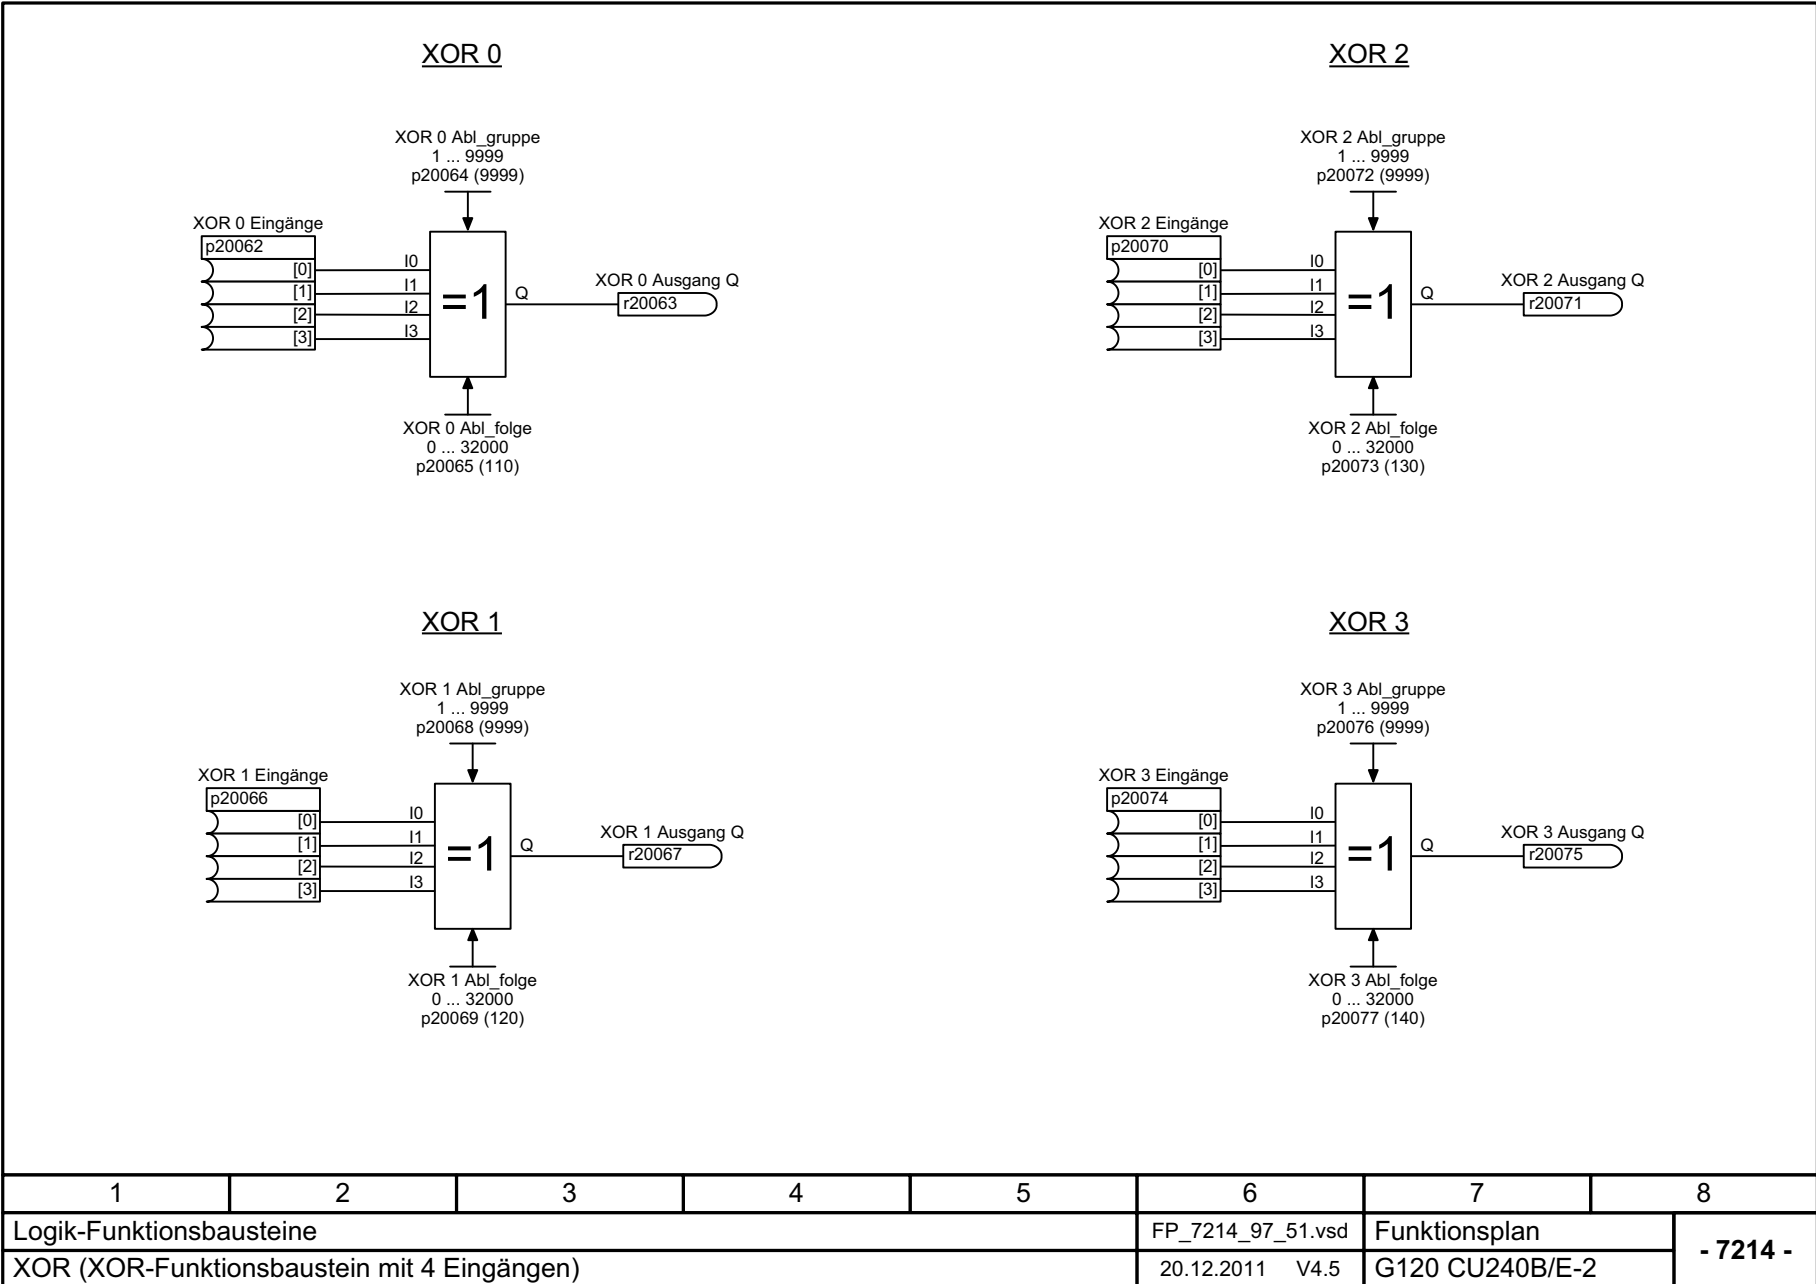 XOR 0
XOR 0 Abl_gruppe
1 ... 9999
p20064 (9999)
XOR 0 Eingänge
p20062
[0]
[1]
[2]
[3]
I0
I1
I2
I3
=1
Q
XOR 0 Ausgang Q
r20063
XOR 0 Abl_folge
0 ... 32000
p20065 (110)
XOR 2
XOR 2 Abl_gruppe
1 ... 9999
p20072 (9999)
XOR 2 Eingänge
p20070
[0]
[1]
[2]
[3]
I0
I1
I2
I3
=1
Q
XOR 2 Ausgang Q
r20071
XOR 2 Abl_folge
0 ... 32000
p20073 (130)
XOR 1
XOR 1 Abl_gruppe
1 ... 9999
p20068 (9999)
XOR 1 Eingänge
p20066
[0]
[1]
[2]
[3]
I0
I1
I2
I3
=1
Q
XOR 1 Ausgang Q
r20067
XOR 1 Abl_folge
0 ... 32000
p20069 (120)
XOR 3
XOR 3 Abl_gruppe
1 ... 9999
p20076 (9999)
XOR 3 Eingänge
p20074
[0]
[1]
[2]
[3]
I0
I1
I2
I3
=1
Q
XOR 3 Ausgang Q
r20075
XOR 3 Abl_folge
0 ... 32000
p20077 (140)
1 2 3 4 5 6 7 8
Logik-Funktionsbausteine FP_7214_97_51.vsd Funktionsplan
- 7214 -
XOR (XOR-Funktionsbaustein mit 4 Eingängen) 20.12.2011 V4.5 G120 CU240B/E-2